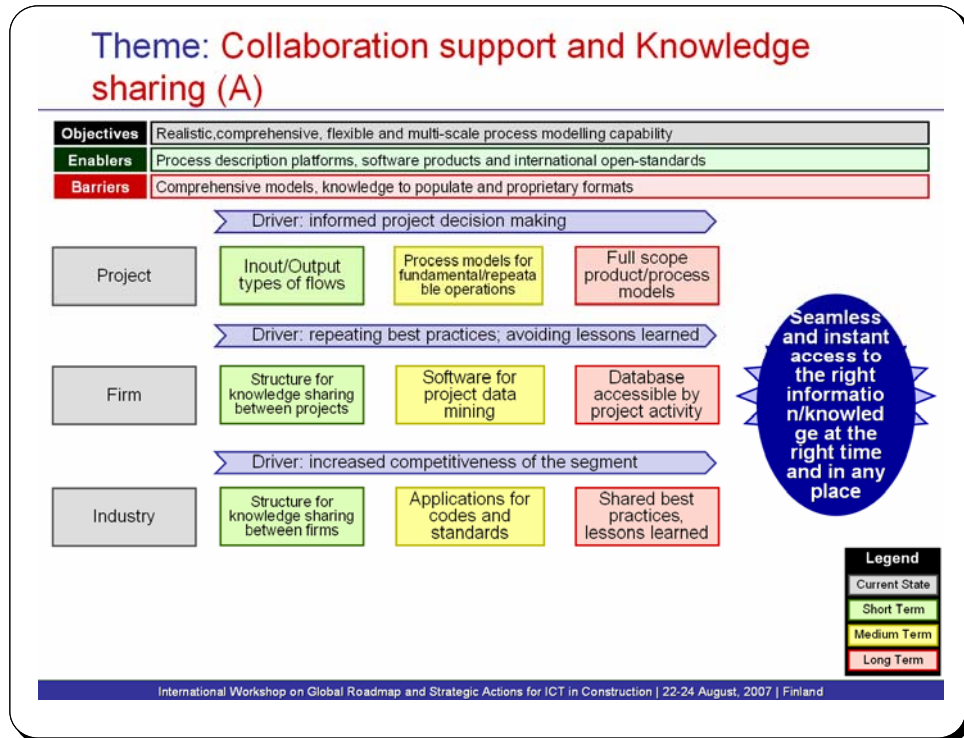 Theme: Collaboration support and Knowledge
sharing (A)
Objectives
Realistic,comprehensive, flexible and multi-scale process modelling capability
Enablers
Process description platforms, software products and international open-standards
Barriers
Comprehensive models, knowledge to populate and proprietary formats
Driver: informed project decision making
Project
Inout/Output
types of flows
Process models for
fundamental/repeata
ble operations
Full scope
product/process
models
Driver: repeating best practices; avoiding lessons learned
Firm
Structure for
knowledge sharing
between projects
Software for
project data
mining
Database
accessible by
project activity
Driver: increased competitiveness of the segment
Industry
Structure for
knowledge sharing
between firms
Applications for
codes and
standards
Shared best
practices,
lessons learned
Seamless
and instant
access to
the right
informatio
n/knowled
ge at the
right time
and in any
place
Legend
Current State
Short Term
Medium Term
Long Term
International Workshop on Global Roadmap and Strategic Actions for ICT in Construction | 22-24 August, 2007 | Finland